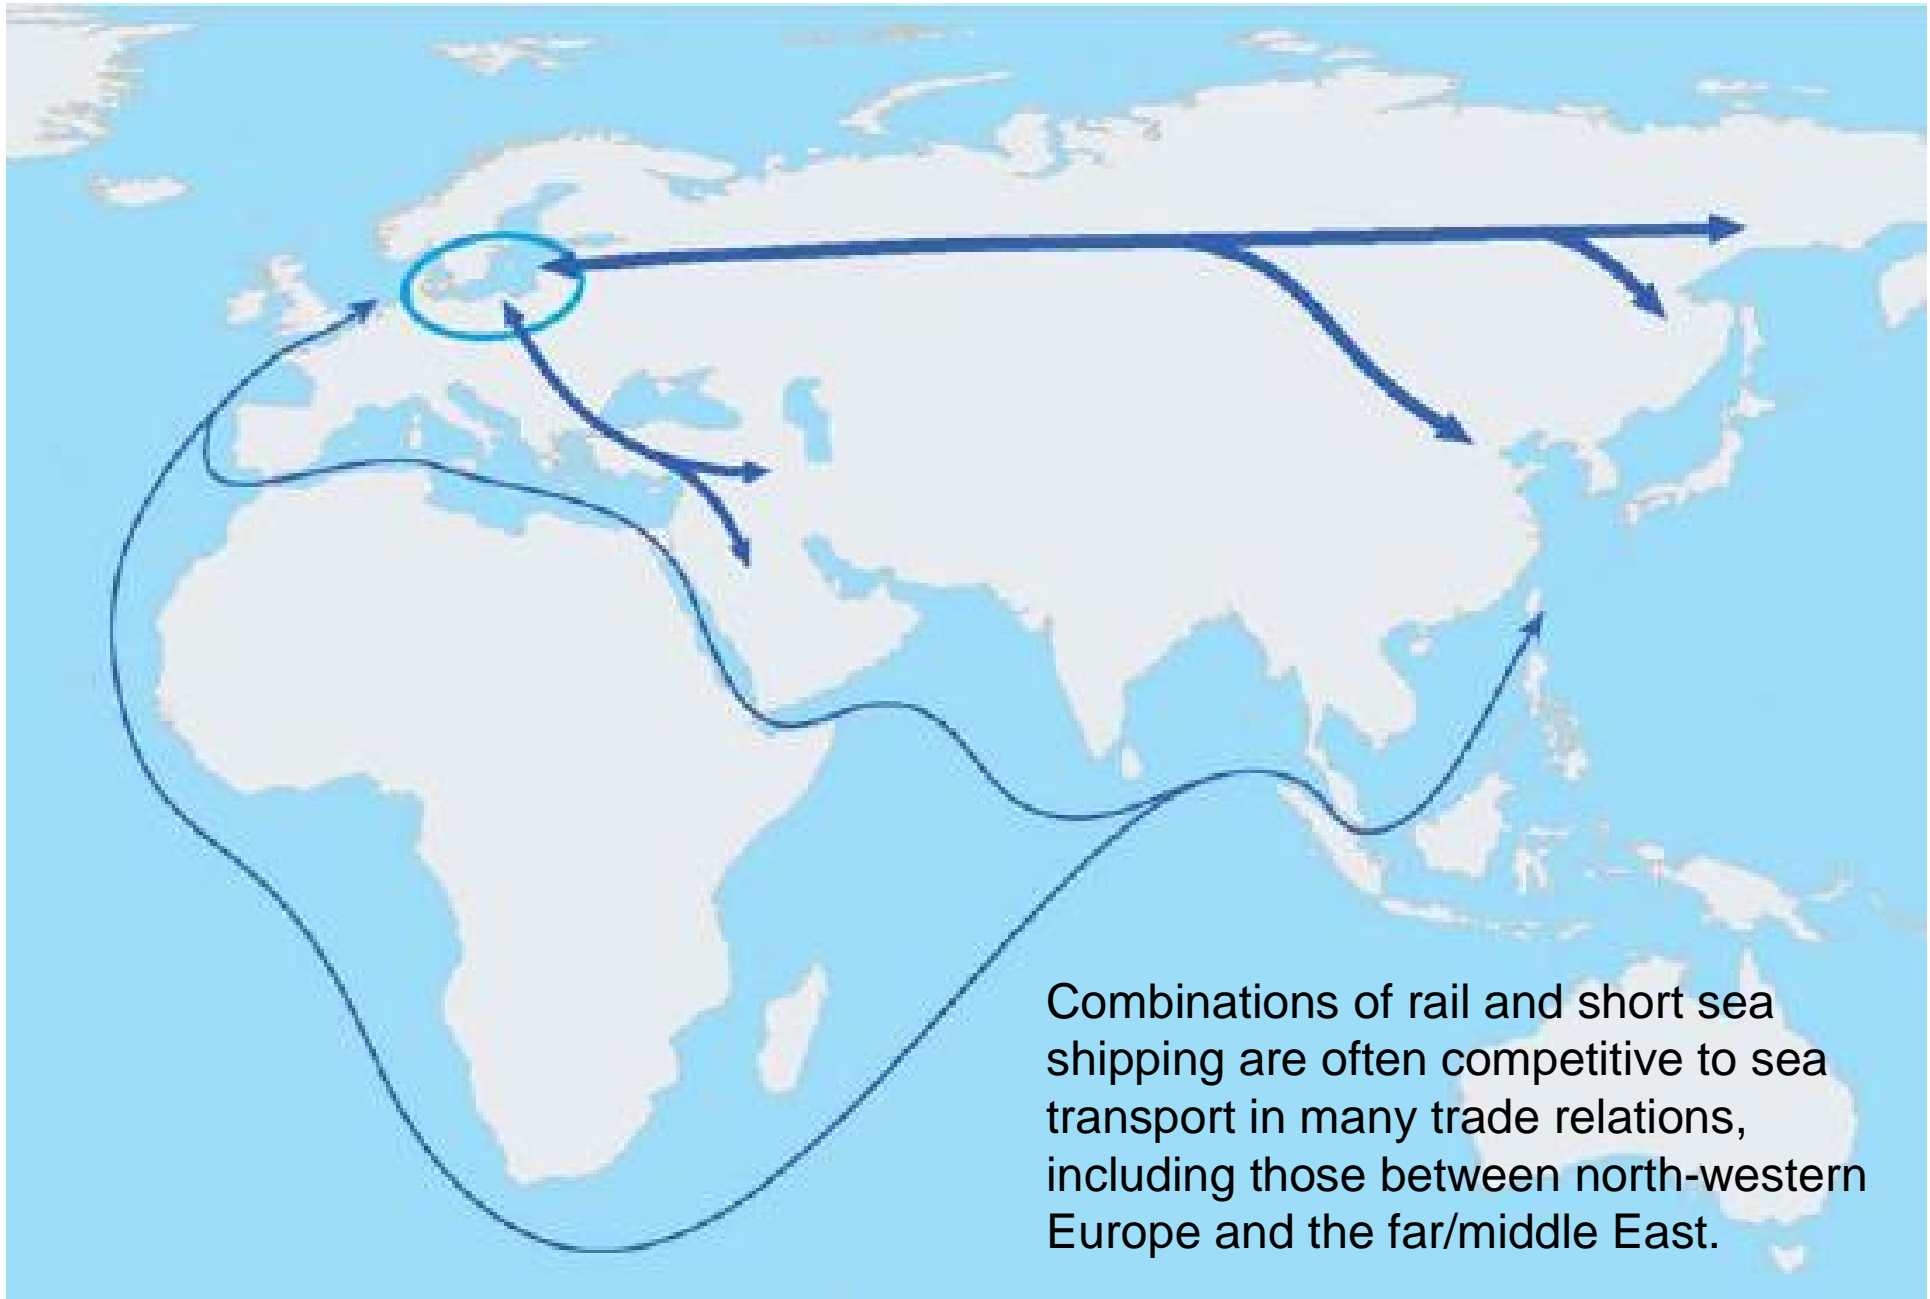 Combinations of rail and short sea
shipping are often competitive to sea
transport in many trade relations,
including those between north-western
Europe and the far/middle East.